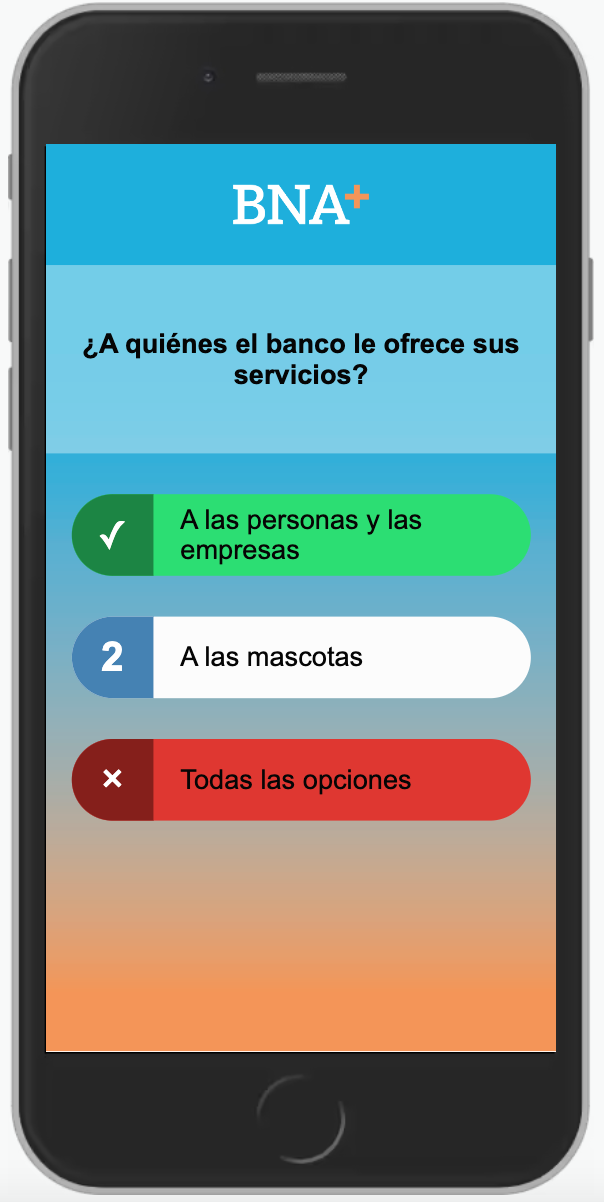 BNA+
¿A quiénes el banco le ofrece sus
servicios?
✓ A las personas y las
empresas
2 A las mascotas
× Todas las opciones